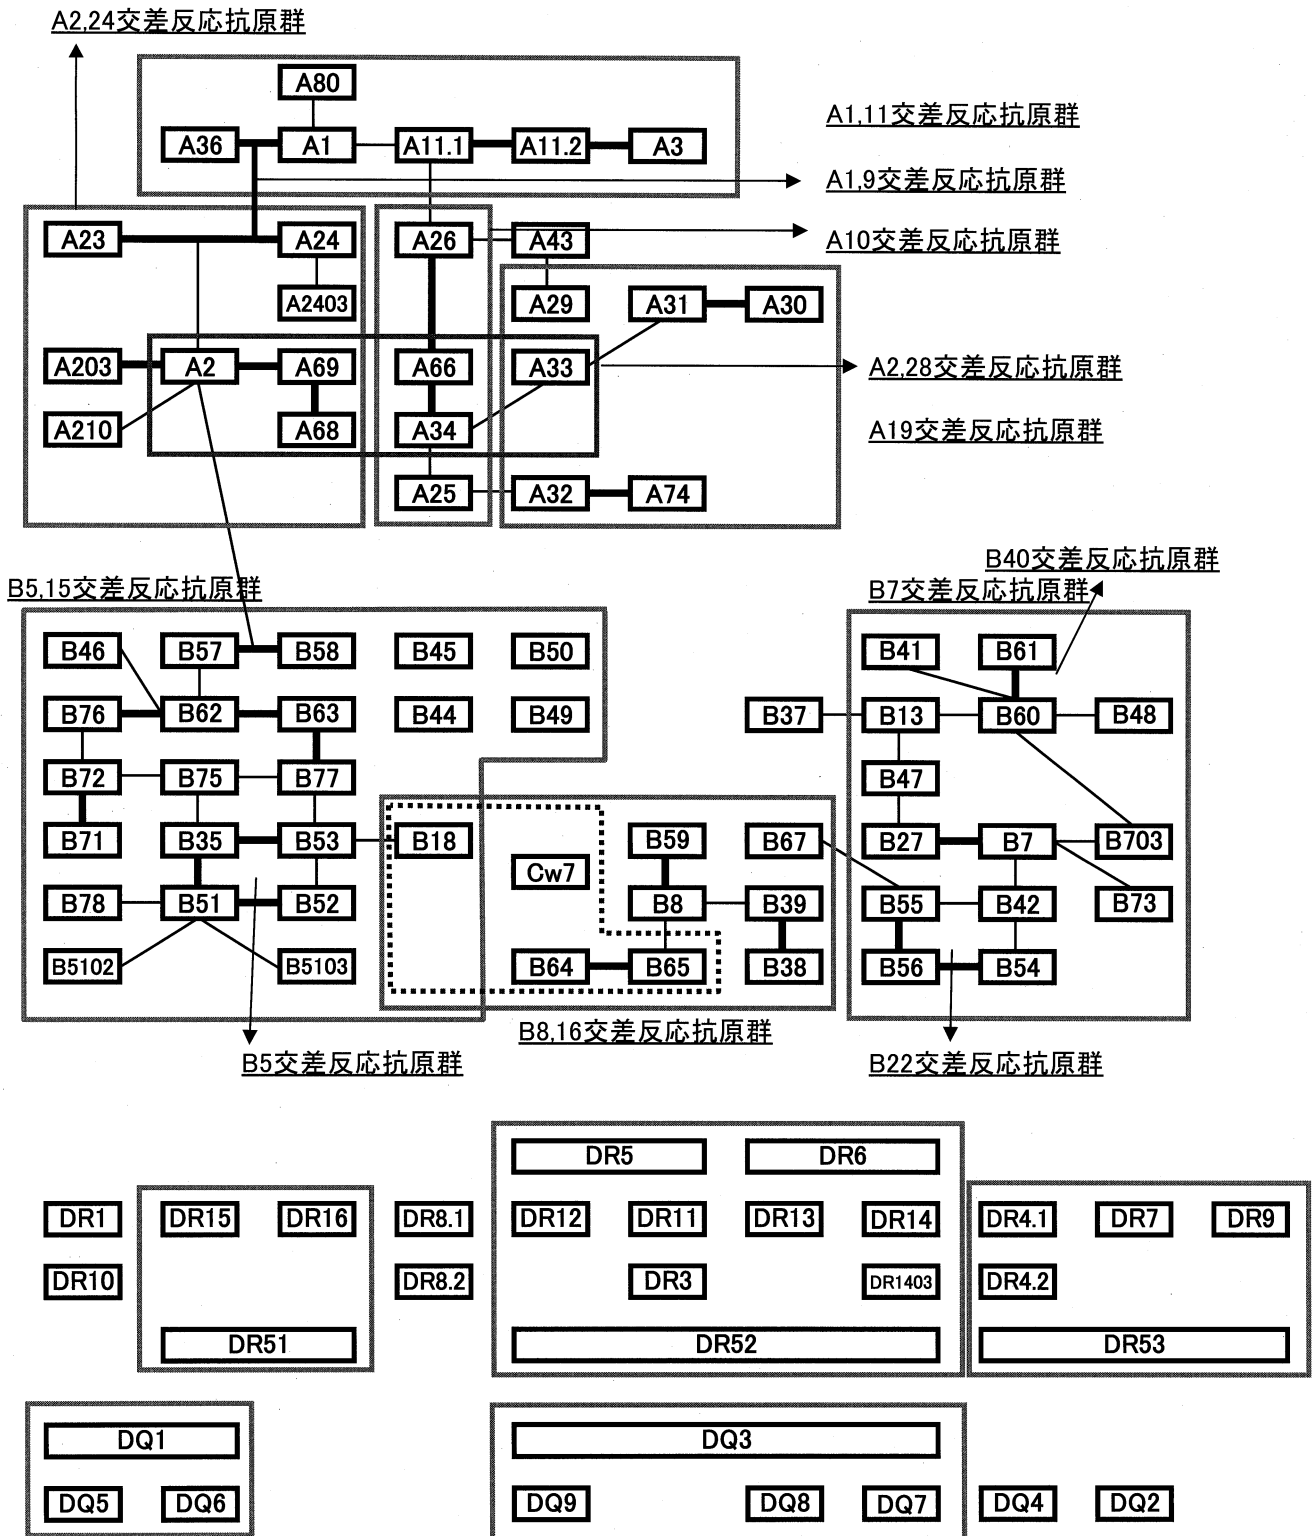 A2,24交差反応抗原群
A80
A1,11交差反応抗原群
A36 A1 A11.1 A11.2 A3
A1,9交差反応抗原群
A23 A24 A26 A43
A10交差反応抗原群
A2403 A29 A31 A30
A203 A2 A69 A66 A33
A2,28交差反応抗原群
A210 A68 A34
A19交差反応抗原群
A25 A32 A74
B40交差反応抗原群
B5,15交差反応抗原群
B7交差反応抗原群
B46 B57 B58 B45 B50 B41 B61
B76 B62 B63 B44 B49 B37 B13 B60 B48
B72 B75 B77 B47
B71 B35 B53 B18 B59 B67 B27 B7 B703
Cw7
B78 B51 B52 B8 B39 B55 B42 B73
B5102 B5103 B64 B65 B38 B56 B54
B8,16交差反応抗原群
B5交差反応抗原群
B22交差反応抗原群
DR5 DR6
DR1 DR15 DR16 DR8.1 DR12 DR11 DR13 DR14 DR4.1 DR7 DR9
DR10 DR8.2 DR3 DR1403 DR4.2
DR51 DR52 DR53
DQ1 DQ3
DQ5 DQ6 DQ9 DQ8 DQ7 DQ4 DQ2